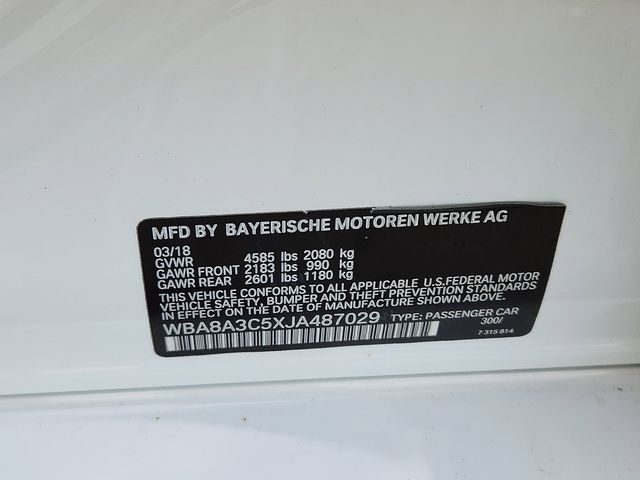 MFD BY BAYERISCHE MOTOREN WERKE AG
03/18
GVWR 4585 lbs 2080 kg
GAWR FRONT 2183 lbs 990 kg
GAWR REAR 2601 lbs 1180 kg
THIS VEHICLE CONFORMS TO ALL APPLICABLE U.S.FEDERAL MOTOR
VEHICLE SAFETY, BUMPER AND THEFT PREVENTION STANDARDS
IN EFFECT ON THE DATE OF MANUFACTURE SHOWN ABOVE.
WBA8A3C5XJA487029 TYPE: PASSENGER CAR
300/
7 315 814